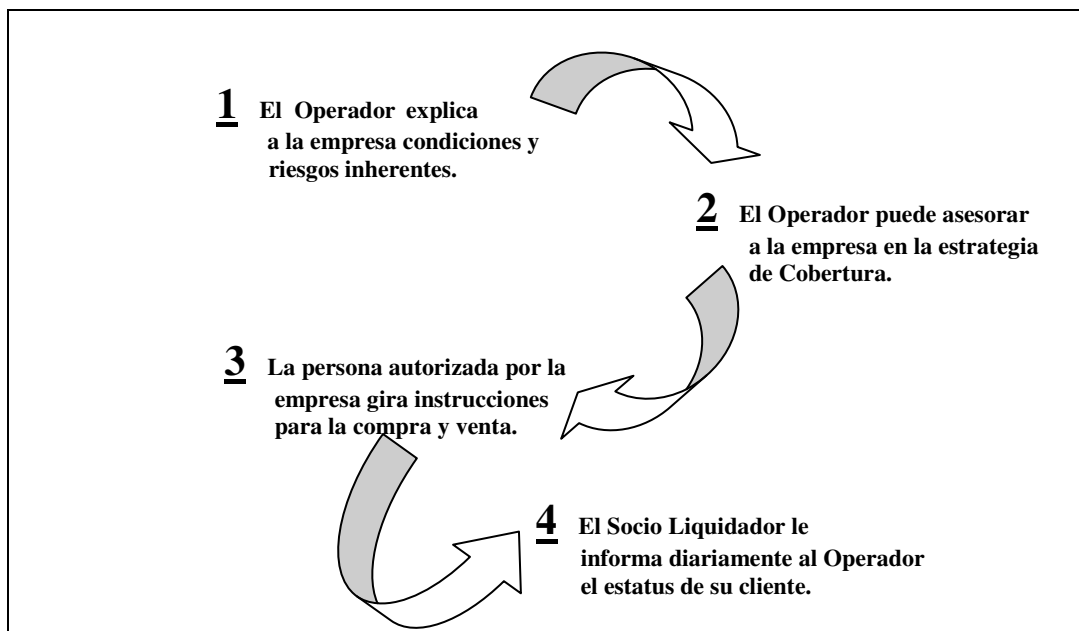 1 El Operador explica
a la empresa condiciones y
riesgos inherentes.
2 El Operador puede asesorar
a la empresa en la estrategia
de Cobertura.
3 La persona autorizada por la
empresa gira instrucciones
para la compra y venta.
4 El Socio Liquidador le
informa diariamente al Operador
el estatus de su cliente.